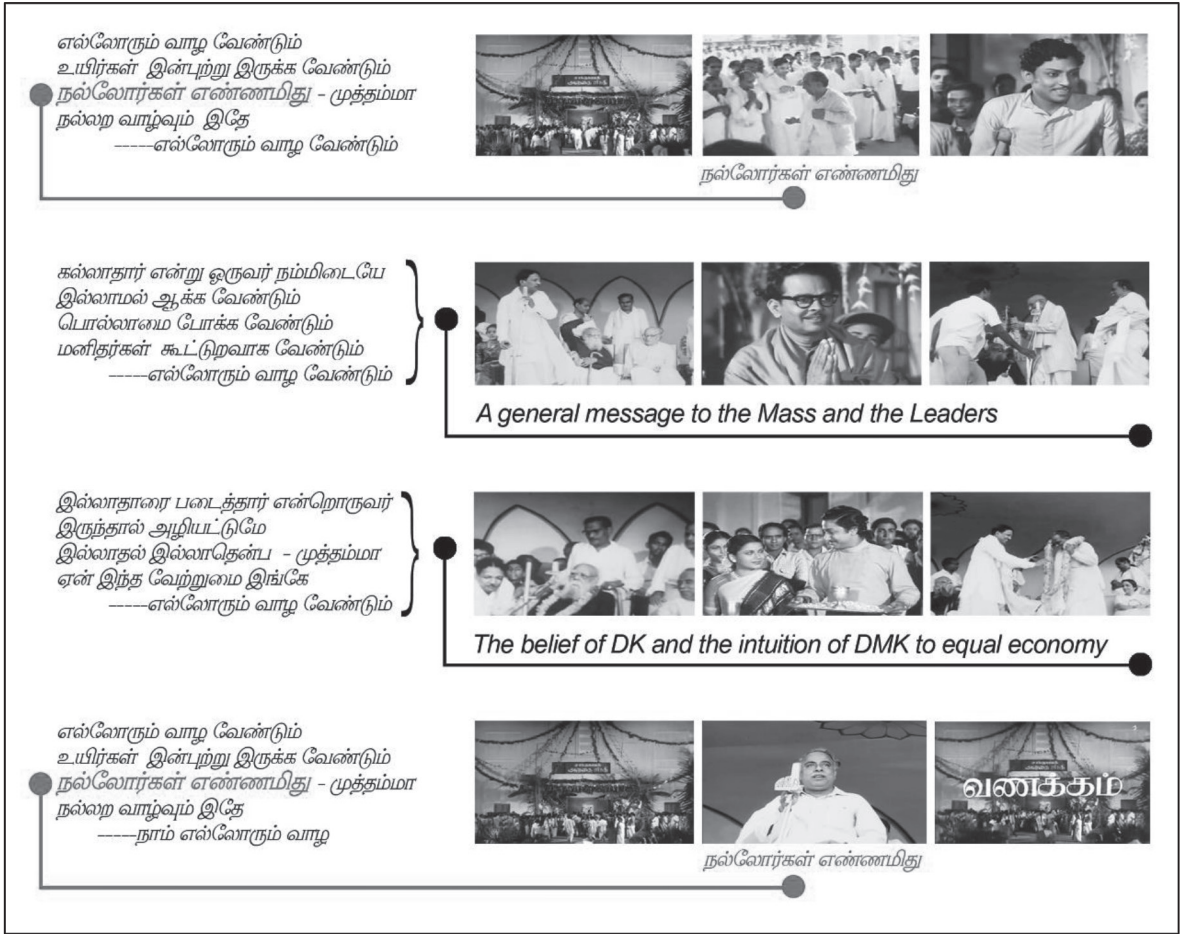 எல்லோரும் வாழ வேண்டும்
உயிர்கள் இன்புற்று இருக்க வேண்டும்
நல்லோர்கள் எண்ணமிது - முத்தம்மா
நல்லற வாழ்வும் இதே
-----எல்லோரும் வாழ வேண்டும்
நல்லோர்கள் எண்ணமிது
கல்லாதார் என்று ஒருவர் நம்மிடையே
இல்லாமல் ஆக்க வேண்டும்
பொல்லாமை போக்க வேண்டும்
மனிதர்கள் கூட்டுறவாக வேண்டும்
-----எல்லோரும் வாழ வேண்டும்
A general message to the Mass and the Leaders
இல்லாதாரை படைத்தார் என்றொருவர்
இருந்தால் அழியட்டுமே
இல்லாதல் இல்லாதென்ப - முத்தம்மா
ஏன் இந்த வேற்றுமை இங்கே
-----எல்லோரும் வாழ வேண்டும்
The belief of DK and the intuition of DMK to equal economy
எல்லோரும் வாழ வேண்டும்
உயிர்கள் இன்புற்று இருக்க வேண்டும்
நல்லோர்கள் எண்ணமிது - முத்தம்மா
நல்லற வாழ்வும் இதே
-----நாம் எல்லோரும் வாழ
வணக்கம்
நல்லோர்கள் எண்ணமிது